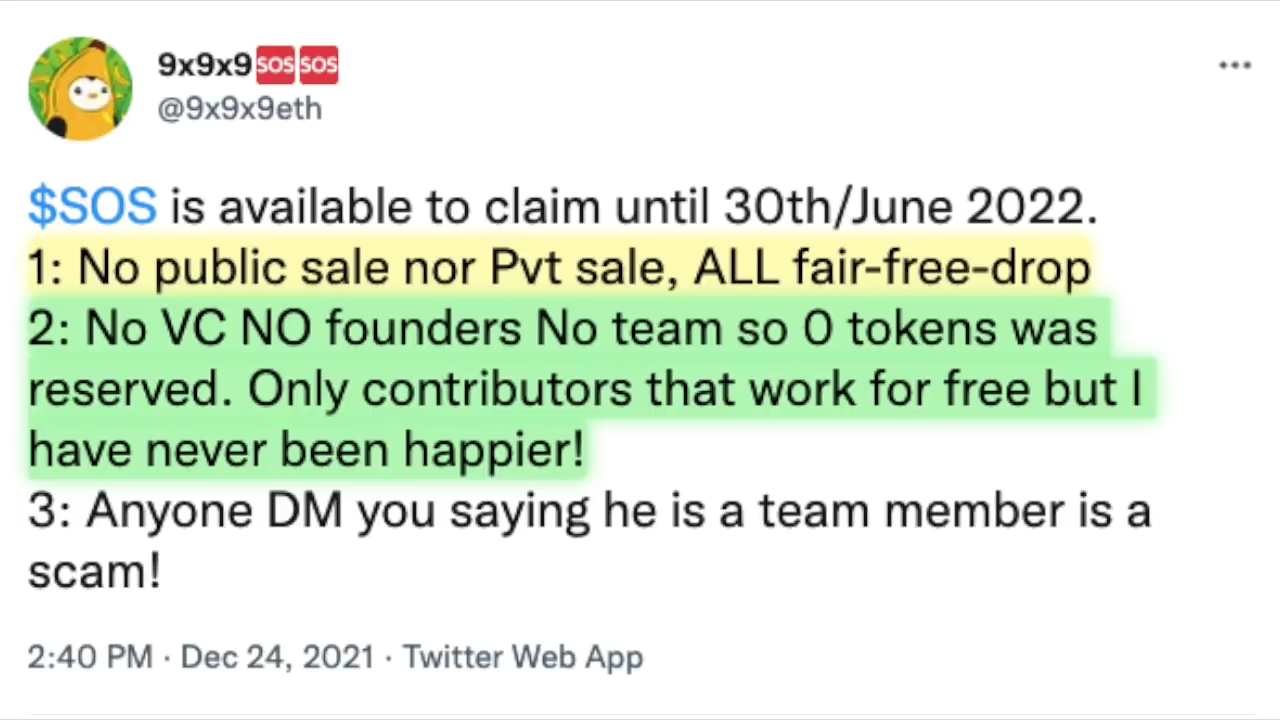 9x9x9🆘🆘
@9x9x9eth
$SOS is available to claim until 30th/June 2022.
1: No public sale nor Pvt sale, ALL fair-free-drop
2: No VC NO founders No team so 0 tokens was
reserved. Only contributors that work for free but I
have never been happier!
3: Anyone DM you saying he is a team member is a
scam!
2:40 PM · Dec 24, 2021 · Twitter Web App